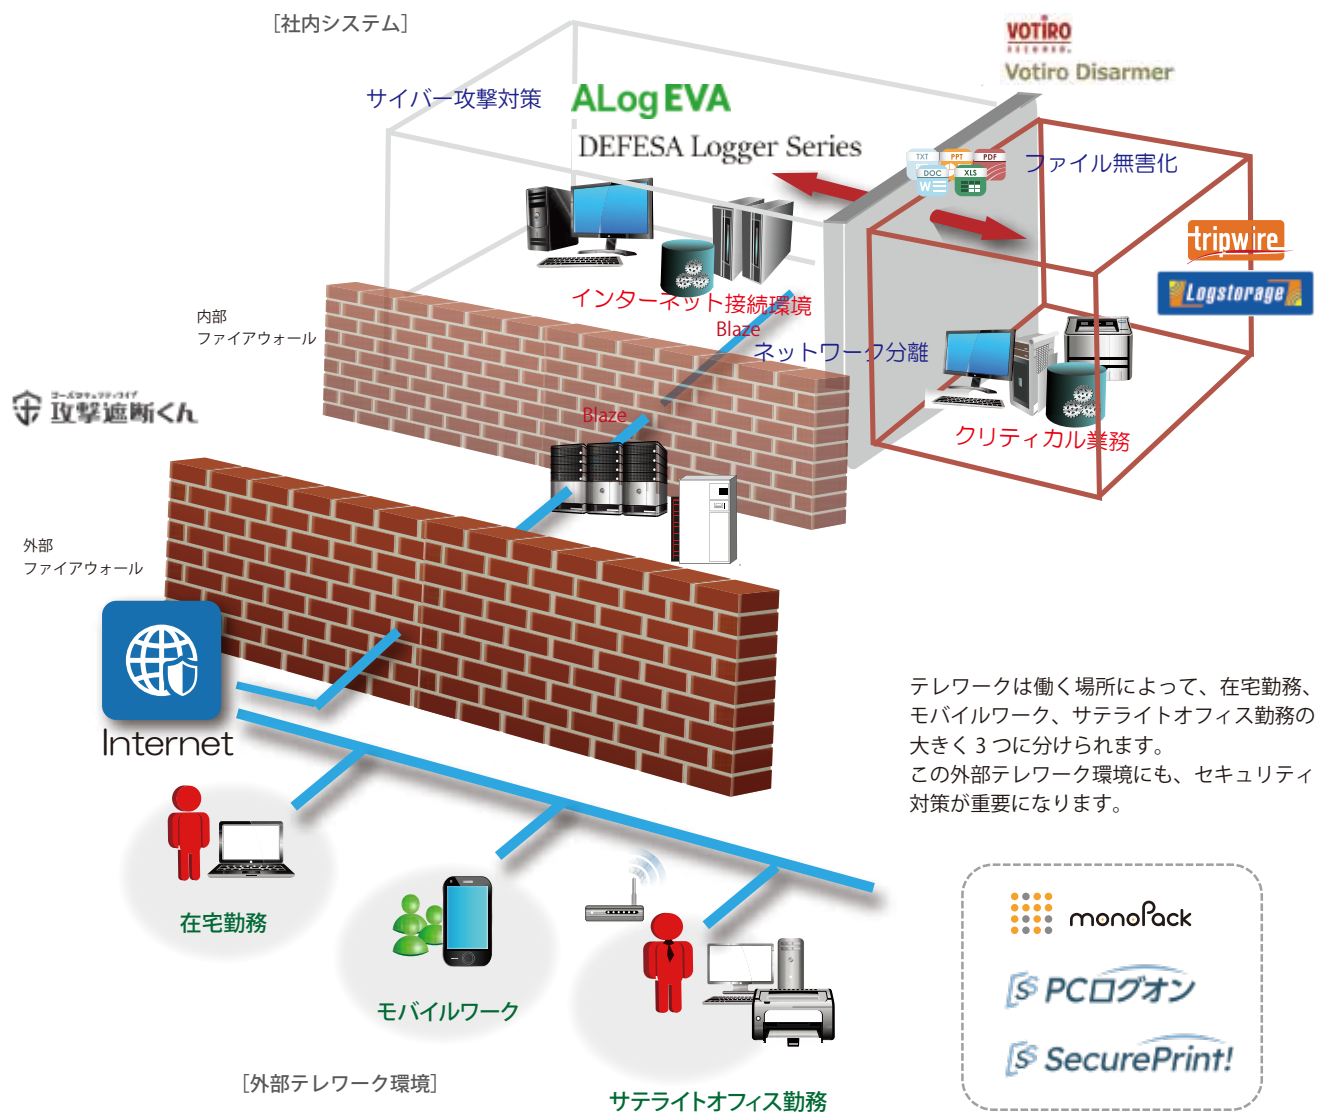 [社内システム]
VOTIRO
SECURED.
Votiro Disarmer
サイバー攻撃対策
ALog EVA
DEFESA Logger Series
TXT
PPT
PDF
DOC
XLS
W
ファイル無害化
tripwire
Logstorage
インターネット接続環境
Blaze
ネットワーク分離
内部
ファイアウォール
攻撃遮断くん
Blaze
クリティカル業務
外部
ファイアウォール
Internet
テレワークは働く場所によって、在宅勤務、
モバイルワーク、サテライトオフィス勤務の
大きく 3 つに分けられます。
この外部テレワーク環境にも、セキュリティ
対策が重要になります。
在宅勤務
モバイルワーク
サテライトオフィス勤務
[外部テレワーク環境]
monoPack
S PCログオン
S SecurePrint!